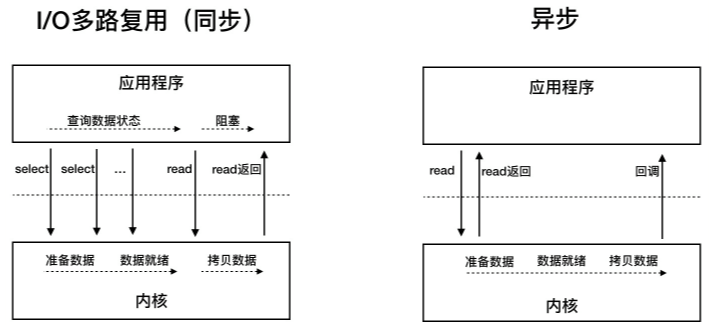 I/O多路复用（同步）
异步
应用程序
查询数据状态
阻塞
select
select
...
read
read返回
准备数据
数据就绪
拷贝数据
内核
应用程序
read
read返回
回调
准备数据
数据就绪
拷贝数据
内核